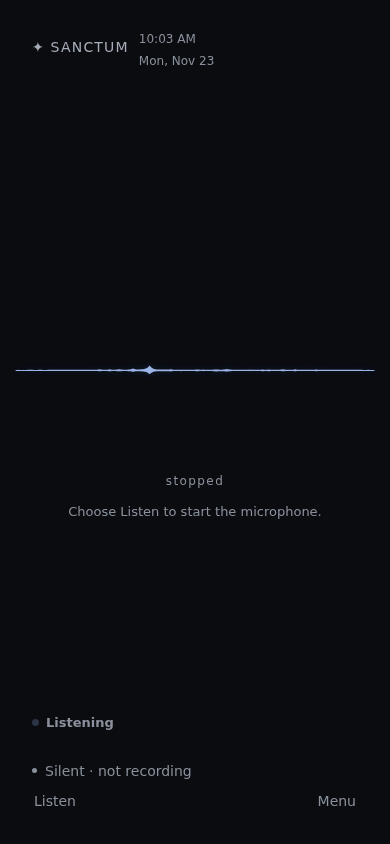 ✦ SANCTUM
10:03 AM
Mon, Nov 23
stopped
Choose Listen to start the microphone.
Listening
Silent · not recording
Listen
Menu